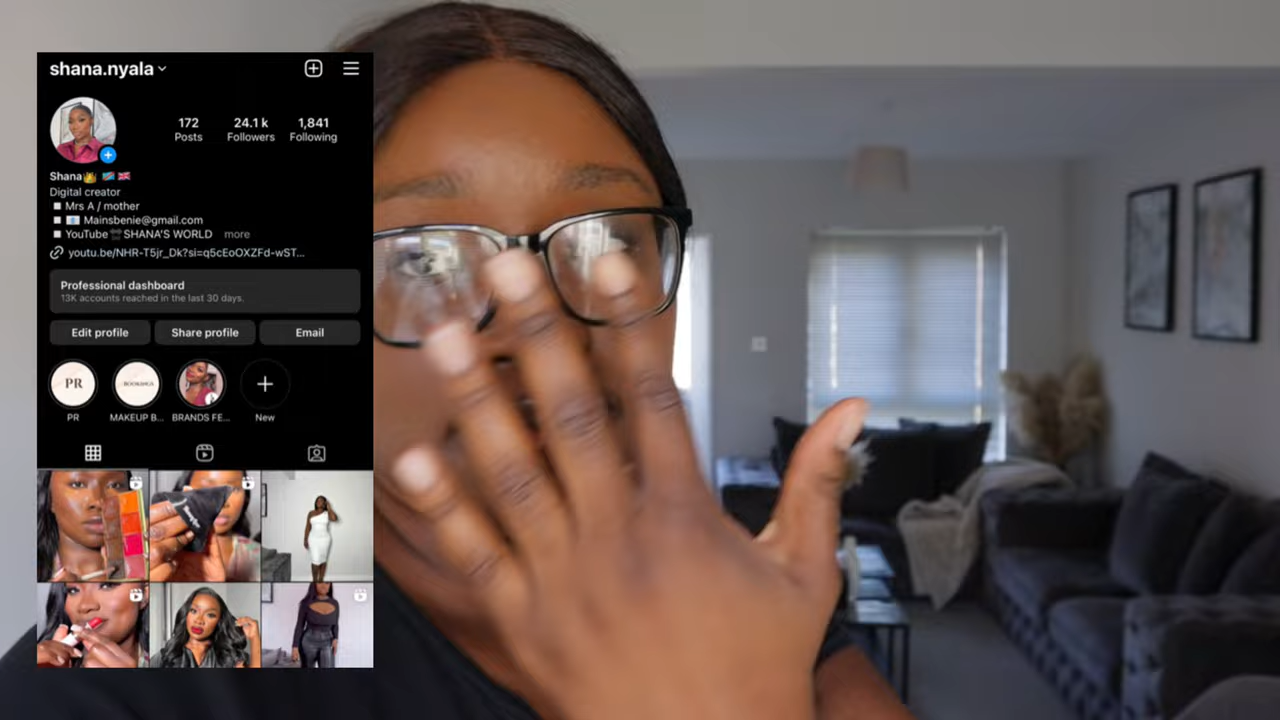 shana.nyala
172
Posts
24.1 k
Followers
1,841
Following
Shana👑 🇨🇩 🇬🇧
Digital creator
◽ Mrs A / mother
◽ 📧 Mainsbenie@gmail.com
◽ YouTube🎥 SHANA'S WORLD more
youtu.be/NHR-T5jr_Dk?si=q5cEoOXZFd-wST...
Professional dashboard
13K accounts reached in the last 30 days.
Edit profile
Share profile
Email
PR
BOOKINGS
PR
MAKEUP B...
BRANDS FE...
New